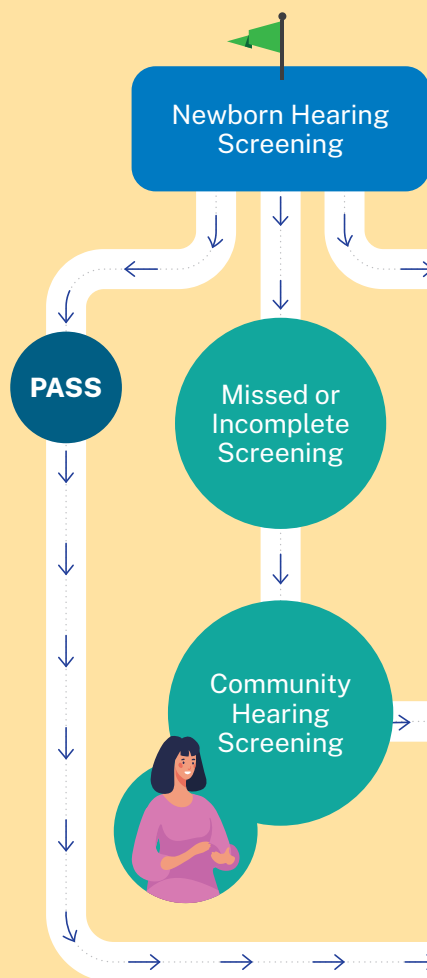 Newborn Hearing
Screening
PASS
Missed or
Incomplete
Screening
Community
Hearing
Screening